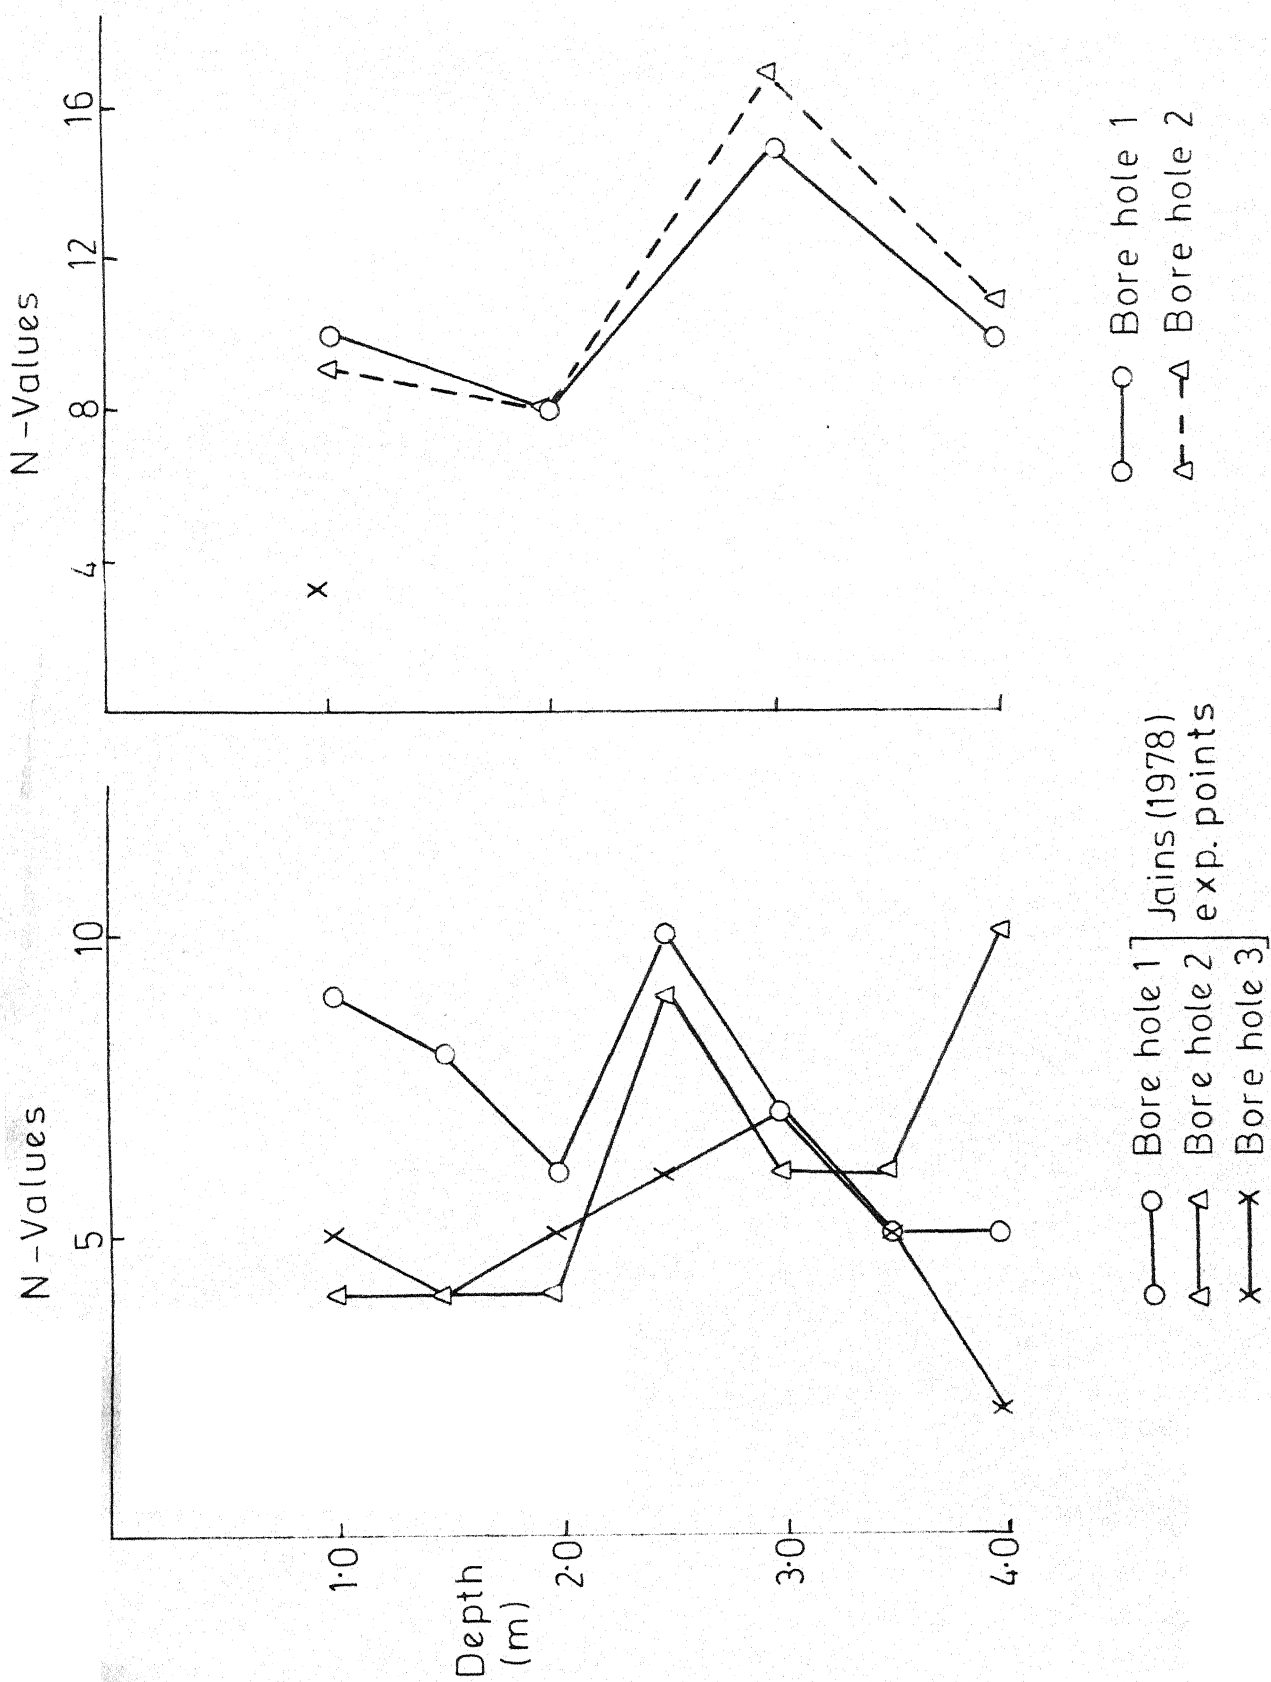 N-Values
5
10
Depth
(m)
1.0
2.0
3.0
4.0
Bore hole 1
Bore hole 2
Bore hole 3
Jains (1978)
exp. points
N-Values
4
8
12
16
x
Bore hole 1
Bore hole 2